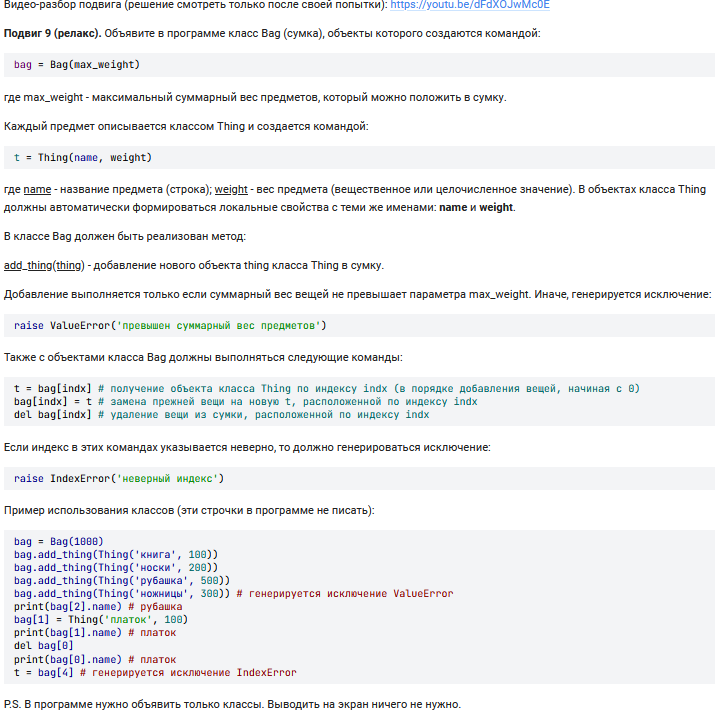 Видео-разбор подвига (решение смотреть только после своей попытки): https://youtu.be/dFdXOJwMc0E
Подвиг 9 (релакс). Объявите в программе класс Bag (сумка), объекты которого создаются командой:
bag = Bag(max_weight)
где max_weight - максимальный суммарный вес предметов, который можно положить в сумку.
Каждый предмет описывается классом Thing и создается командой:
t = Thing(name, weight)
где name - название предмета (строка); weight - вес предмета (вещественное или целочисленное значение). В объектах класса Thing
должны автоматически формироваться локальные свойства с теми же именами: name и weight.
В классе Bag должен быть реализован метод:
add_thing(thing) - добавление нового объекта thing класса Thing в сумку.
Добавление выполняется только если суммарный вес вещей не превышает параметра max_weight. Иначе, генерируется исключение:
raise ValueError('превышен суммарный вес предметов')
Также с объектами класса Bag должны выполняться следующие команды:
t = bag[indx] # получение объекта класса Thing по индексу indx (в порядке добавления вещей, начиная с 0)
bag[indx] = t # замена прежней вещи на новую t, расположенной по индексу indx
del bag[indx] # удаление вещи из сумки, расположенной по индексу indx
Если индекс в этих командах указывается неверно, то должно генерироваться исключение:
raise IndexError('неверный индекс')
Пример использования классов (эти строчки в программе не писать):
bag = Bag(1000)
bag.add_thing(Thing('книга', 100))
bag.add_thing(Thing('носки', 200))
bag.add_thing(Thing('рубашка', 500))
bag.add_thing(Thing('ножницы', 300)) # генерируется исключение ValueError
print(bag[2].name) # рубашка
bag[1] = Thing('платок', 100)
print(bag[1].name) # платок
del bag[0]
print(bag[0].name) # платок
t = bag[4] # генерируется исключение IndexError
P.S. В программе нужно объявить только классы. Выводить на экран ничего не нужно.